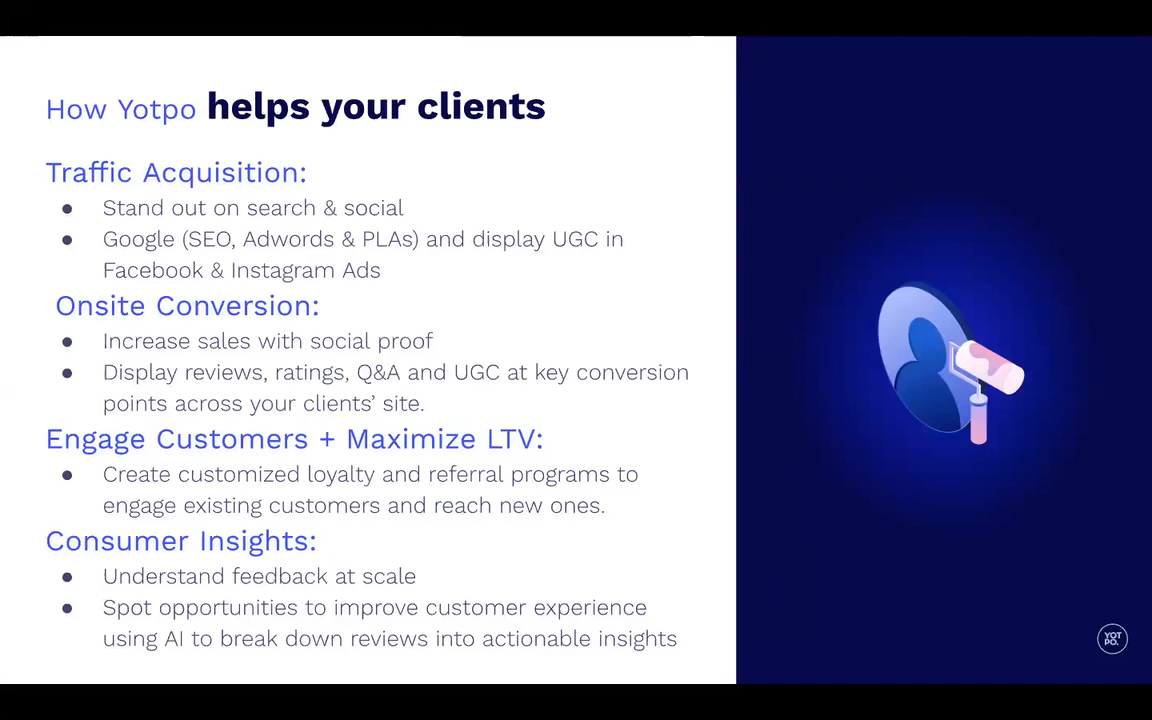 How Yotpo helps your clients
Traffic Acquisition:
● Stand out on search & social
● Google (SEO, Adwords & PLAs) and display UGC in
Facebook & Instagram Ads
Onsite Conversion:
● Increase sales with social proof
● Display reviews, ratings, Q&A and UGC at key conversion
points across your clients’ site.
Engage Customers + Maximize LTV:
● Create customized loyalty and referral programs to
engage existing customers and reach new ones.
Consumer Insights:
● Understand feedback at scale
● Spot opportunities to improve customer experience
using AI to break down reviews into actionable insights
YOT
PO.